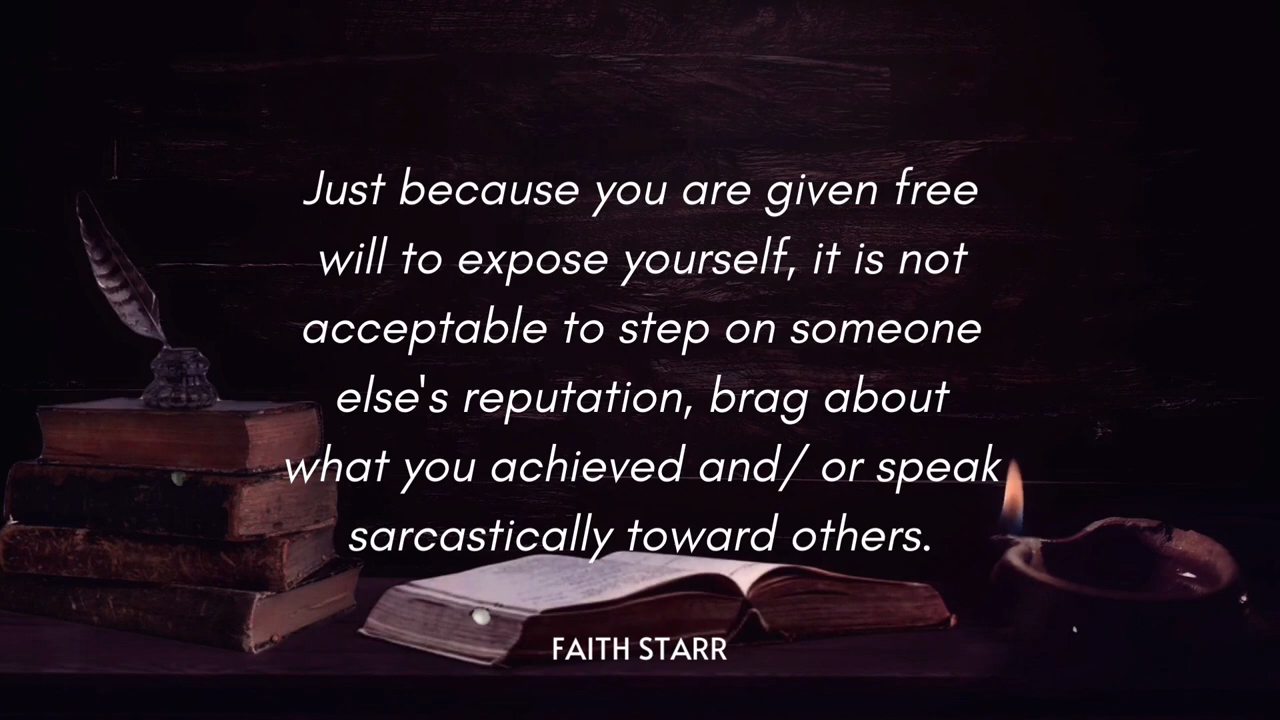 Just because you are given free
will to expose yourself, it is not
acceptable to step on someone
else's reputation, brag about
what you achieved and/ or speak
sarcastically toward others.
FAITH STARR